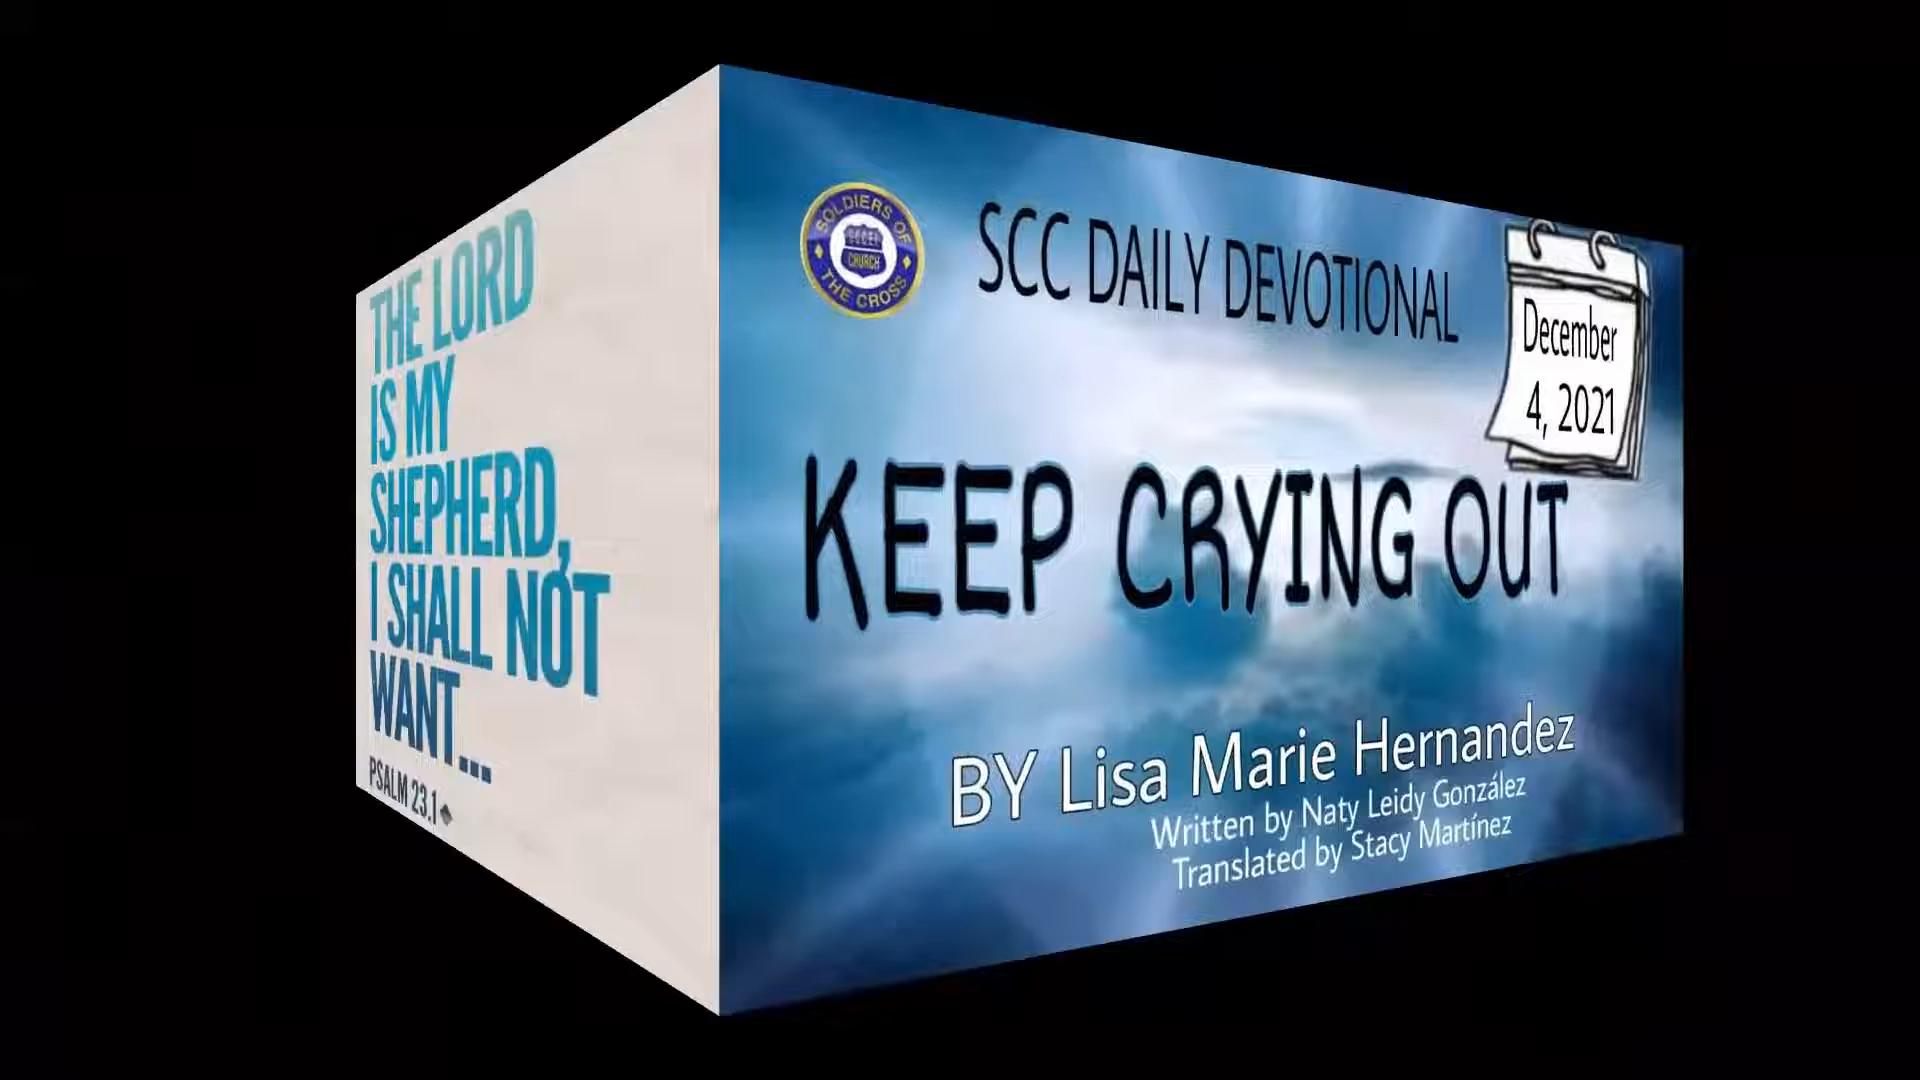 THE LORD
IS MY
SHEPHERD,
I SHALL NOT
WANT...
PSALM 23.1
SOLDIERS OF
CHURCH
THE CROSS
SCC DAILY DEVOTIONAL
December
4, 2021
KEEP CRYING OUT
BY Lisa Marie Hernandez
Written by Naty Leidy González
Translated by Stacy Martínez